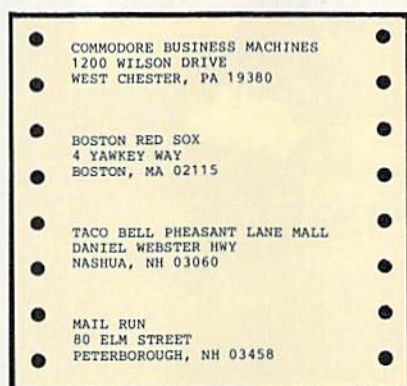 COMMODORE BUSINESS MACHINES
1200 WILSON DRIVE
WEST CHESTER, PA 19380
BOSTON RED SOX
4 YAWKEY WAY
BOSTON, MA 02115
TACO BELL PHEASANT LANE MALL
DANIEL WEBSTER HWY
NASHUA, NH 03060
MAIL RUN
80 ELM STREET
PETERBOROUGH, NH 03458